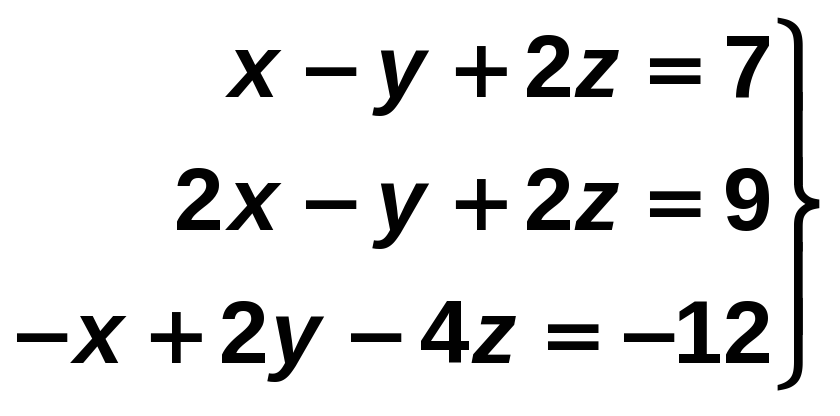 x − y + 2z = 7
2x − y + 2z = 9
−x + 2y − 4z = −12